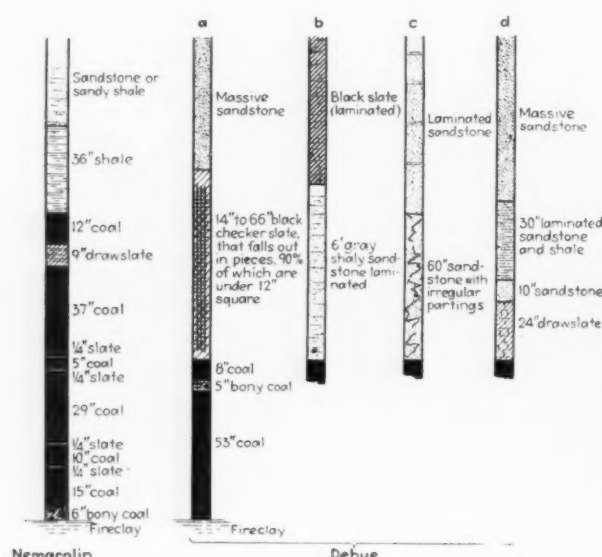 a
b
c
d
Sandstone or
sandy shale
36" shale
12" coal
9" drawslate
37" coal
¼" slate
5" coal
¼" slate
29" coal
¼" slate
10" coal
¼" slate
15" coal
6" bony coal
Fireclay
Nemacolin
Massive
sandstone
14" to 66" black
checker slate,
that falls out
in pieces, 90%
of which are
under 12"
square
8" coal
5" bony coal
53" coal
Fireclay
Black slate
(laminated)
6' gray
shaly sand-
stone lami-
nated
Laminated
sandstone
60" sand-
stone with
irregular
partings
Massive
sandstone
30" laminated
sandstone
and shale
10" sandstone
24" drawslate
Debue